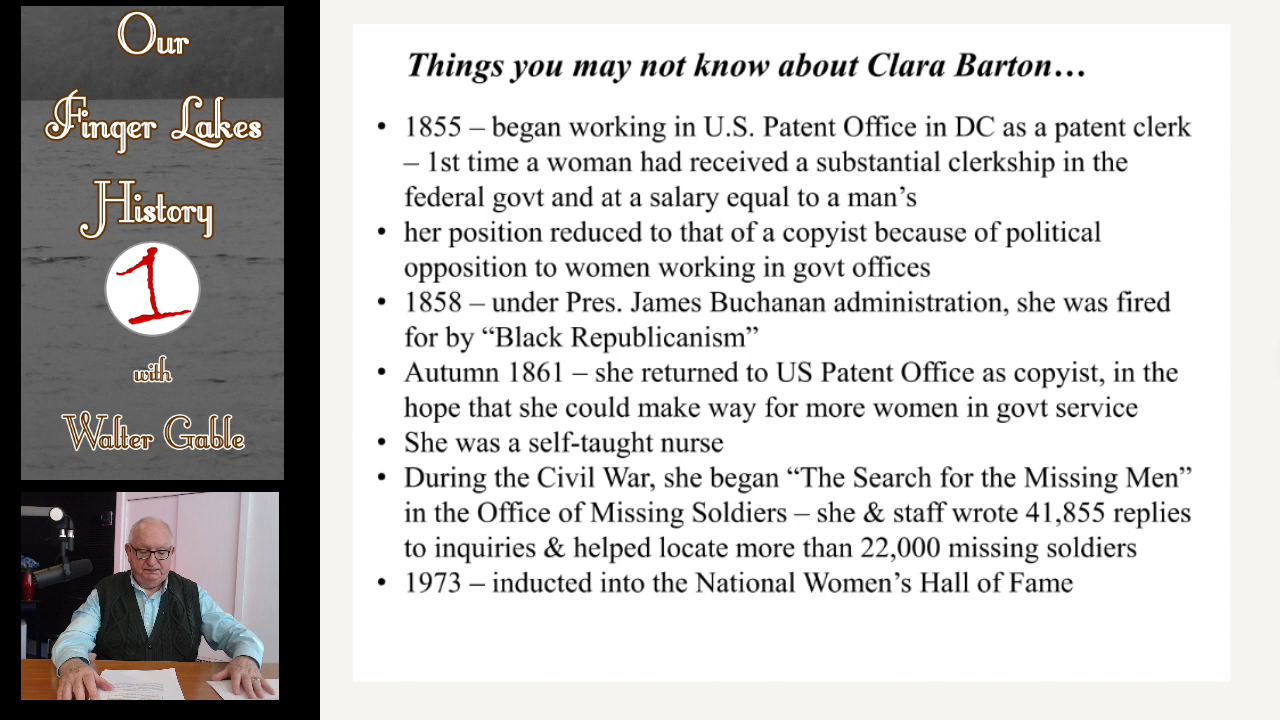 Our
Finger Lakes
History
1
with
Walter Gable
Things you may not know about Clara Barton…
• 1855 – began working in U.S. Patent Office in DC as a patent clerk
– 1st time a woman had received a substantial clerkship in the
federal govt and at a salary equal to a man’s
• her position reduced to that of a copyist because of political
opposition to women working in govt offices
• 1858 – under Pres. James Buchanan administration, she was fired
for by “Black Republicanism”
• Autumn 1861 – she returned to US Patent Office as copyist, in the
hope that she could make way for more women in govt service
• She was a self-taught nurse
• During the Civil War, she began “The Search for the Missing Men”
in the Office of Missing Soldiers – she & staff wrote 41,855 replies
to inquiries & helped locate more than 22,000 missing soldiers
• 1973 – inducted into the National Women’s Hall of Fame